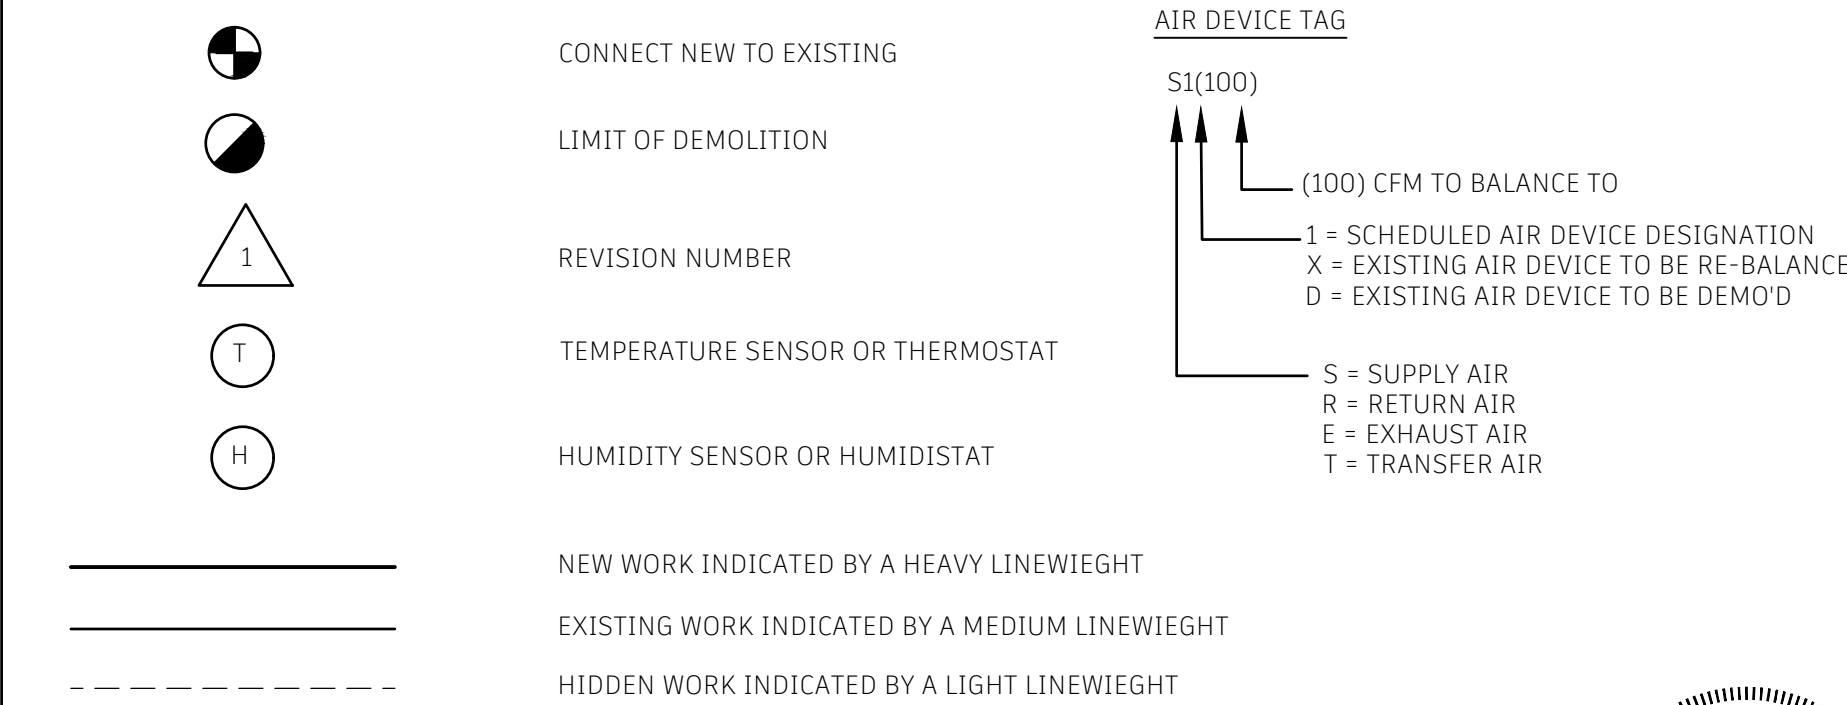 CONNECT NEW TO EXISTING
LIMIT OF DEMOLITION
1
REVISION NUMBER
T
TEMPERATURE SENSOR OR THERMOSTAT
H
HUMIDITY SENSOR OR HUMIDISTAT
NEW WORK INDICATED BY A HEAVY LINEWIEGHT
EXISTING WORK INDICATED BY A MEDIUM LINEWIEGHT
HIDDEN WORK INDICATED BY A LIGHT LINEWIEGHT
AIR DEVICE TAG
S1(100)
(100) CFM TO BALANCE TO
1 = SCHEDULED AIR DEVICE DESIGNATION
X = EXISTING AIR DEVICE TO BE RE-BALANCE
D = EXISTING AIR DEVICE TO BE DEMO'D
S = SUPPLY AIR
R = RETURN AIR
E = EXHAUST AIR
T = TRANSFER AIR